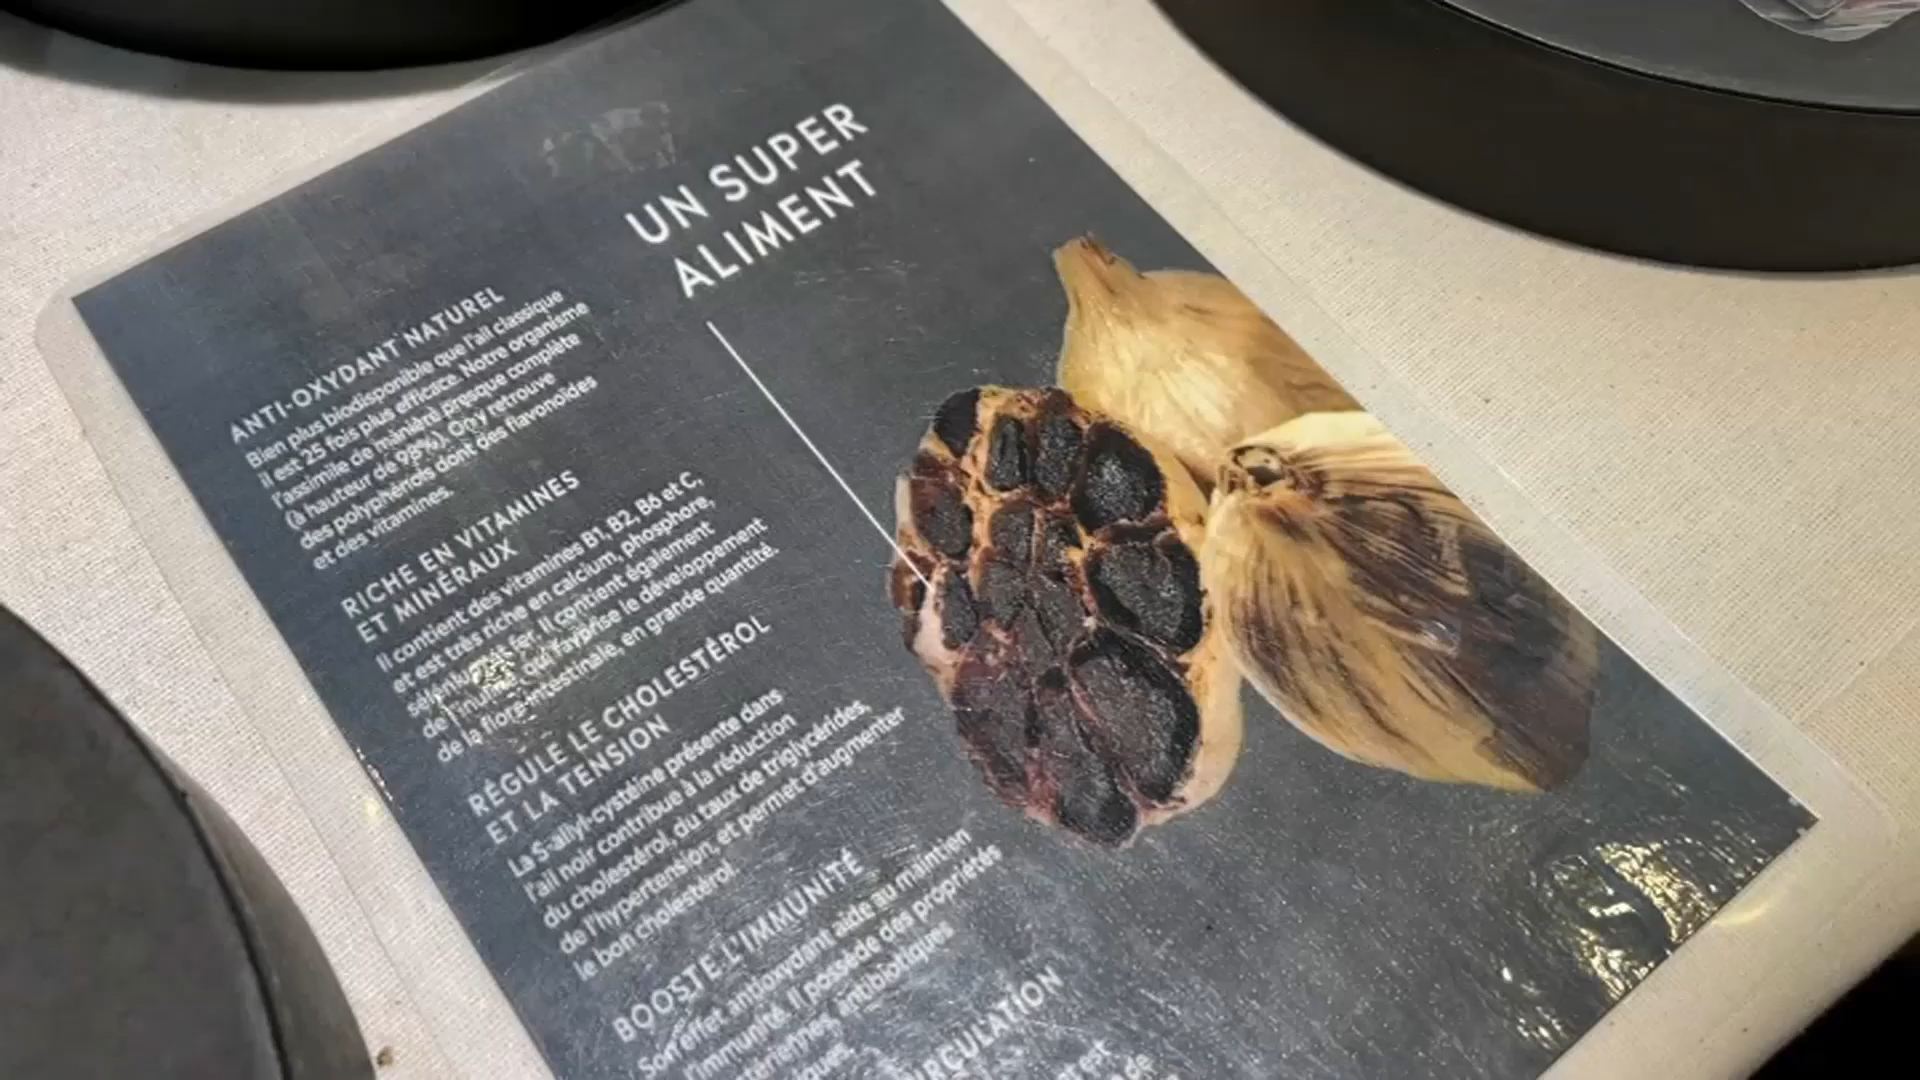 UN SUPER
ALIMENT
ANTI-OXYDANT NATUREL
Bien plus biodisponible que l'ail classique
il est 25 fois plus efficace. Notre organisme
l'assimile de manière presque complète
(à hauteur de 98%). On y retrouve
des polyphénols dont des flavonoïdes
et des vitamines.
RICHE EN VITAMINES
ET MINÉRAUX
Il contient des vitamines B1, B2, B6 et C,
et est très riche en calcium, phosphore,
sélénium et fer. Il contient également
de l'inuline, qui favorise le développement
de la flore intestinale, en grande quantité.
RÉGULE LE CHOLESTÉROL
ET LA TENSION
La S-allyl-cystéine présente dans
l'ail noir contribue à la réduction
du cholestérol, du taux de triglycérides,
de l'hypertension, et permet d'augmenter
le bon cholestérol.
BOOSTE L'IMMUNITÉ
Son effet antioxydant aide au maintien
l'immunité. Il possède des propriétés
antibiotiques